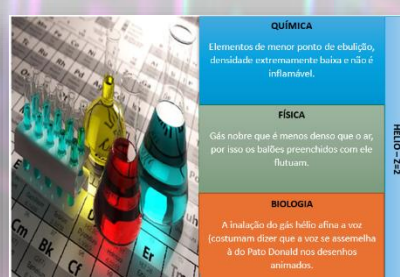 QUÍMICA
Elementos de menor ponto de ebulição,
densidade extremamente baixa e não é
inflamável.
FÍSICA
Gás nobre que é menos denso que o ar,
por isso os balões preenchidos com ele
flutuam.
BIOLOGIA
A inalação do gás hélio afina a voz
(costumam dizer que a voz se assemelha
à do Pato Donald nos desenhos
animados.
HÉLIO – Z=2
Cm
Bk
Cf
Er